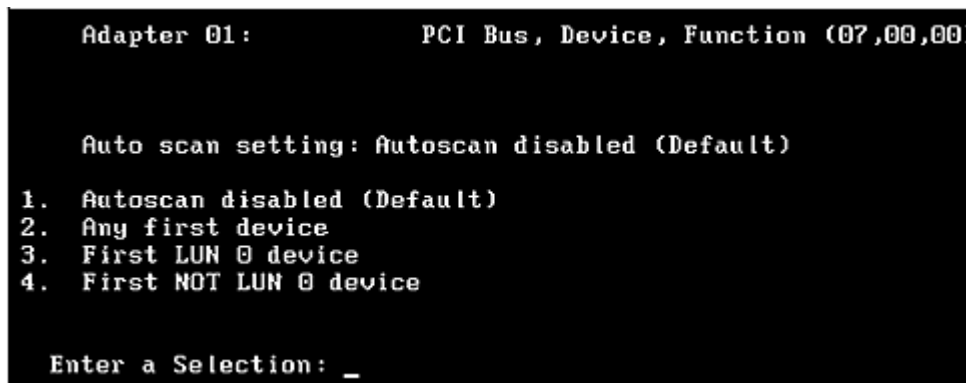 Adapter 01: PCI Bus, Device, Function (07,00,00)
Auto scan setting: Autoscan disabled (Default)
1. Autoscan disabled (Default)
2. Any first device
3. First LUN 0 device
4. First NOT LUN 0 device
Enter a Selection: _